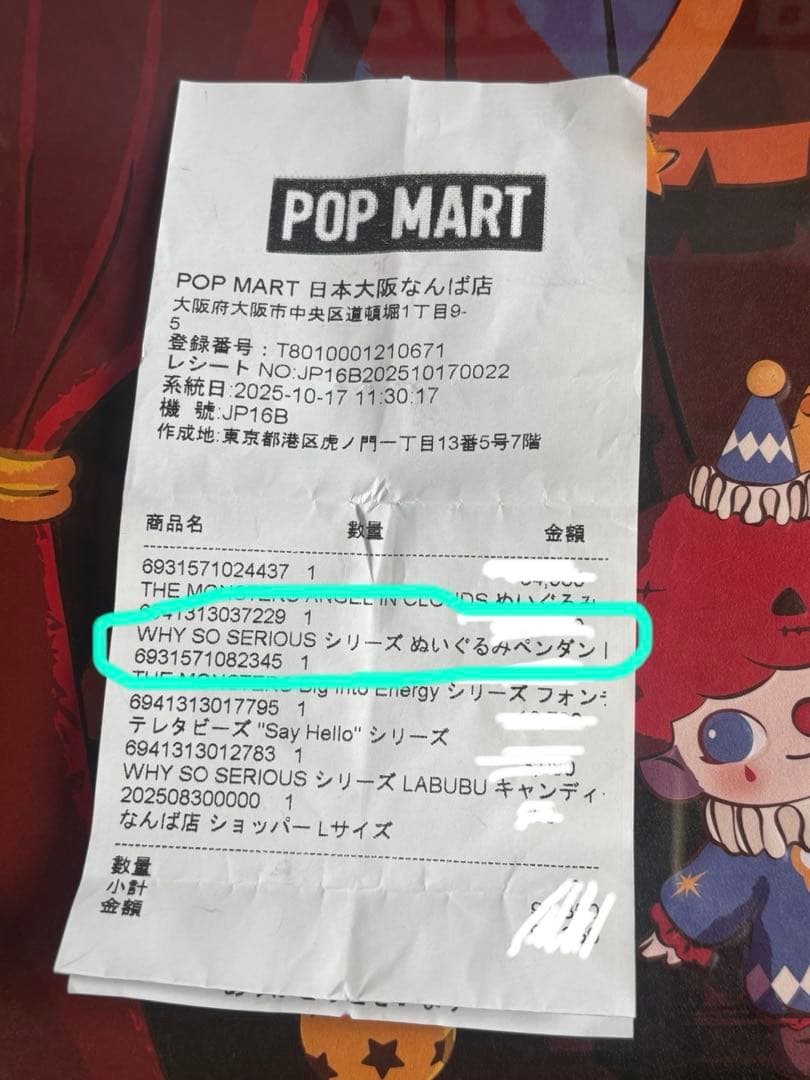 POP MART
POP MART 日本大阪なんば店
大阪府大阪市中央区道頓堀1丁目9-
5
登録番号：T8010001210671
レシート NO:JP16B202510170022
系統日:2025-10-17 11:30:17
機 號:JP16B
作成地:東京都港区虎ノ門一丁目13番5号7階
商品名 數量 金額
6931571024437 1
THE MONSTERS ANGEL IN CLOUDS ぬいぐるみ
6941313037229 1
WHY SO SERIOUS シリーズ ぬいぐるみペンダント
6931571082345 1
THE MONSTERS Big Into Energy シリーズ フォンキ
6941313017795 1
テレタビーズ "Say Hello" シリーズ
6941313012783 1
WHY SO SERIOUS シリーズ LABUBU キャンディ
202508300000 1
なんば店 ショッパー Lサイズ
數量
小計
金額